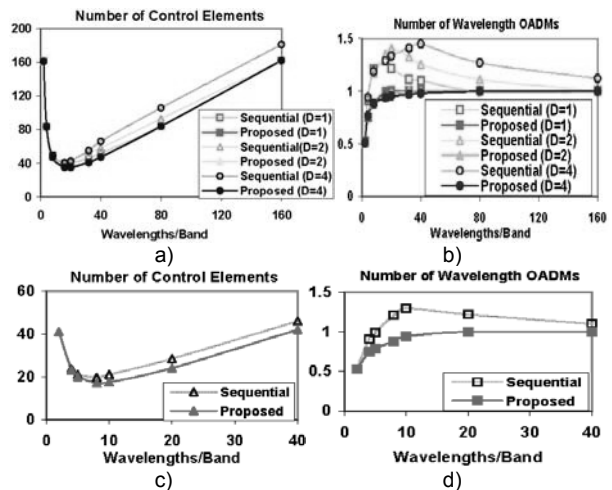 Number of Control Elements
200
160
120
80
40
0
Sequential (D=1)
Proposed (D=1)
Sequential(D=2)
Proposed (D=2)
Sequential (D=4)
Proposed (D=4)
0 40 80 120 160
Wavelengths/Band
a)
Number of Wavelength OADMs
1.5
1
0.5
0
Sequential (D=1)
Proposed (D=1)
Sequential (D=2)
Proposed (D=2)
Sequential (D=4)
Proposed (D=4)
0 40 80 120 160
Wavelengths/Band
b)
Number of Control Elements
60
40
20
0
Sequential
Proposed
0 10 20 30 40
Wavelengths/Band
c)
Number of Wavelength OADMs
1.5
1
0.5
0
Sequential
Proposed
0 10 20 30 40
Wavelengths/Band
d)